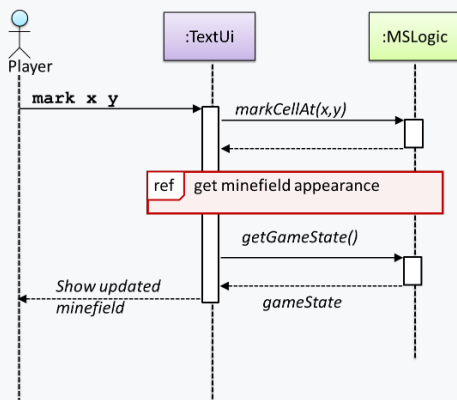 :TextUi
:MSLogic
Player
mark x y
markCellAt(x,y)
ref
get minefield appearance
getGameState()
Show updated
minefield
gameState